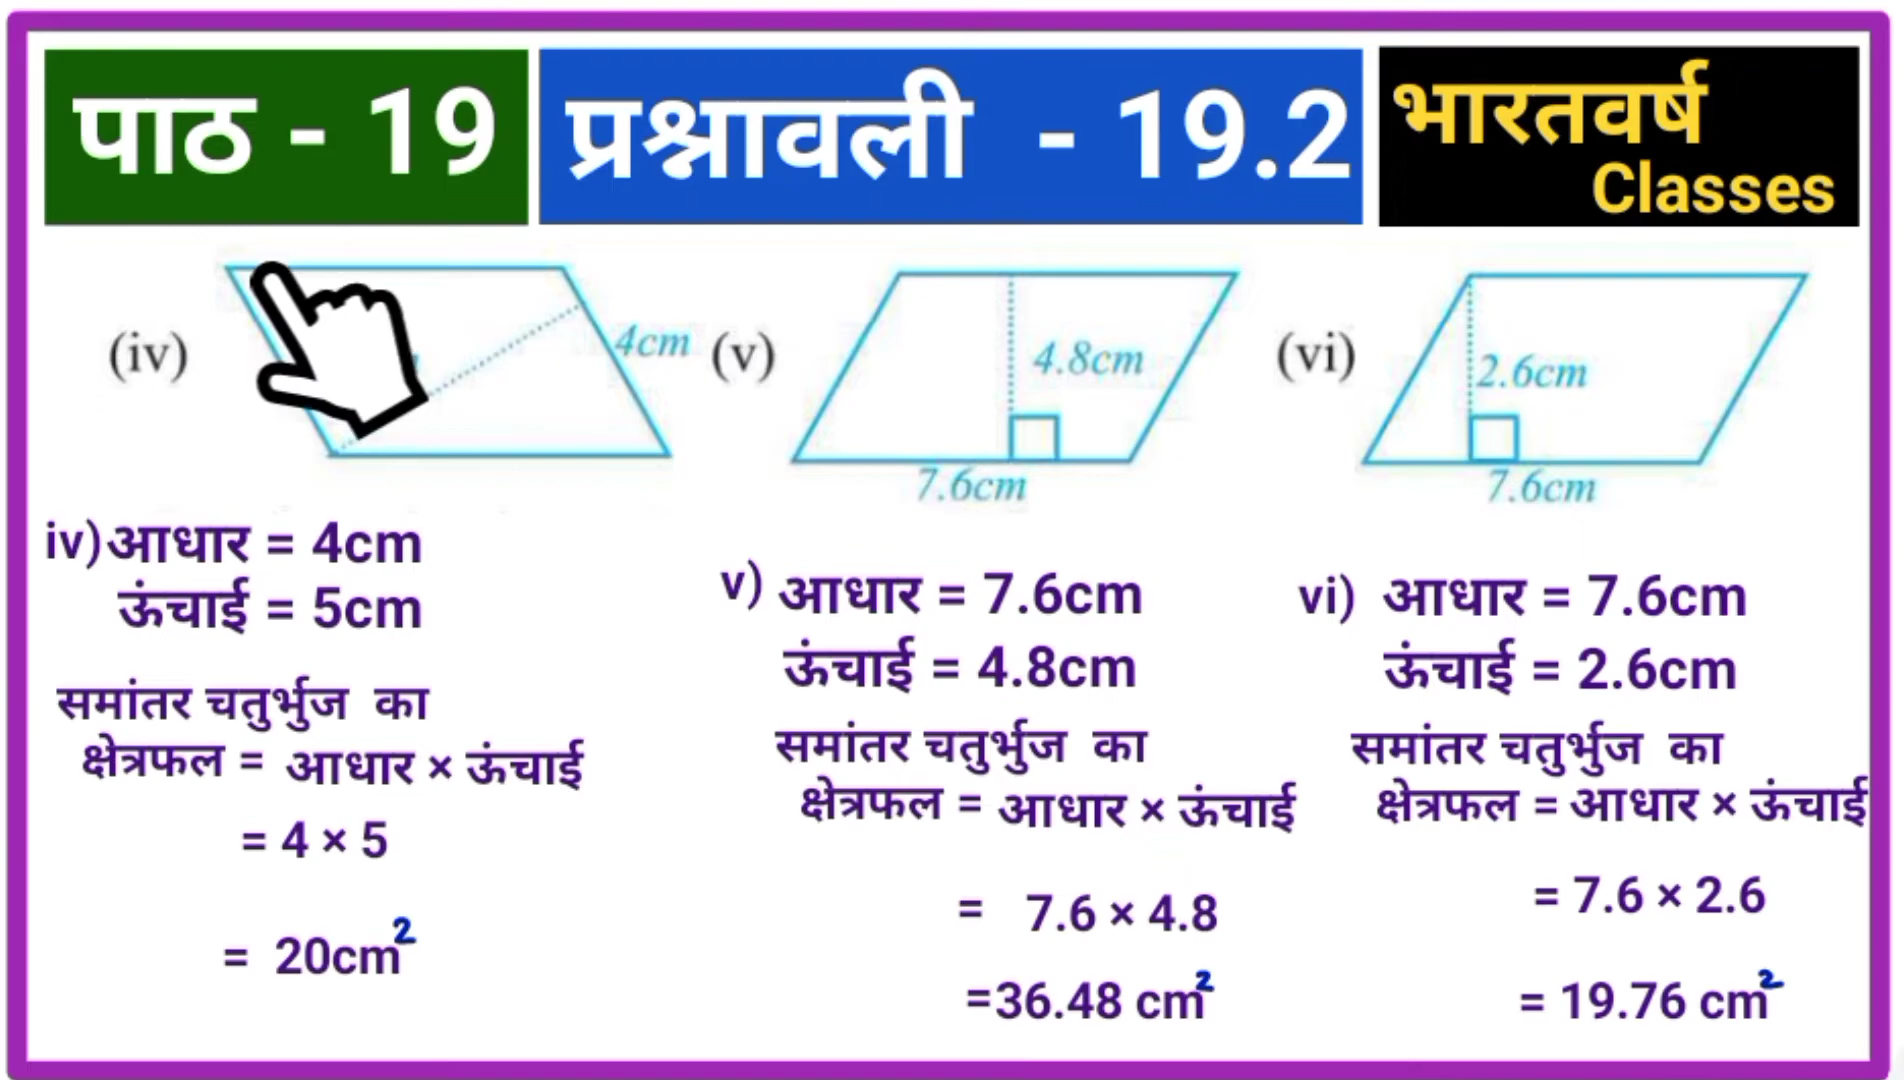 पाठ - 19
प्रश्नावली - 19.2
भारतवर्ष
Classes
(iv)
4cm
(v)
4.8cm
7.6cm
(vi)
2.6cm
7.6cm
iv) आधार = 4cm
ऊंचाई = 5cm
समांतर चतुर्भुज का
क्षेत्रफल = आधार × ऊंचाई
= 4 × 5
= 20cm²
v) आधार = 7.6cm
ऊंचाई = 4.8cm
समांतर चतुर्भुज का
क्षेत्रफल = आधार × ऊंचाई
= 7.6 × 4.8
=36.48 cm²
vi) आधार = 7.6cm
ऊंचाई = 2.6cm
समांतर चतुर्भुज का
क्षेत्रफल = आधार × ऊंचाई
= 7.6 × 2.6
= 19.76 cm²